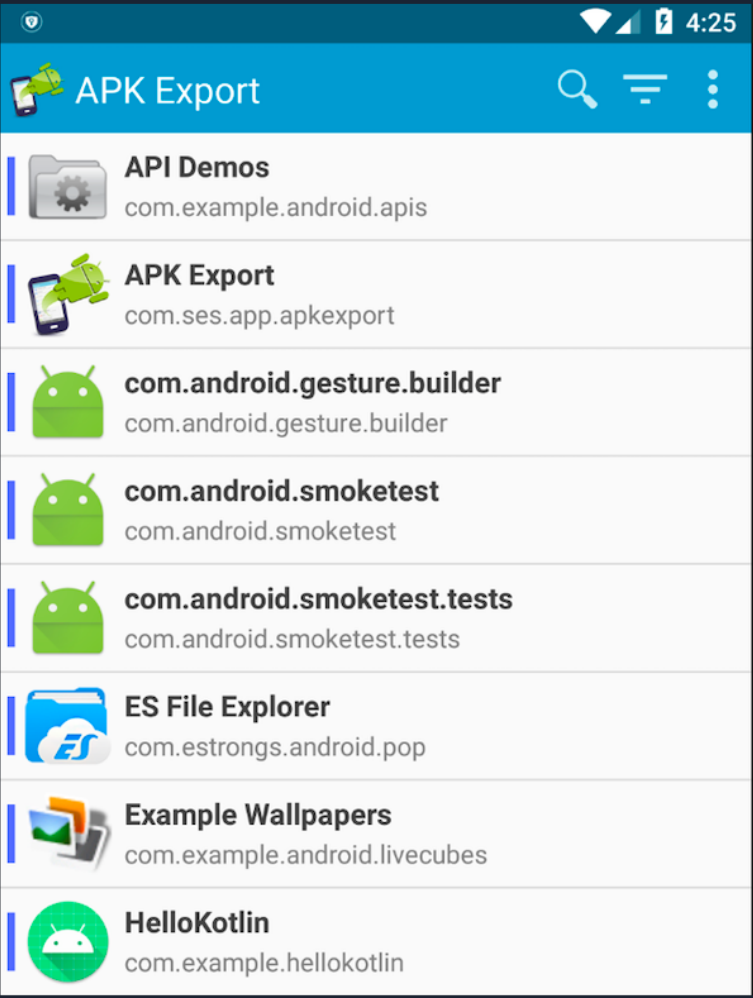 4:25
APK Export
API Demos
com.example.android.apis
APK Export
com.ses.app.apkexport
com.android.gesture.builder
com.android.gesture.builder
com.android.smoketest
com.android.smoketest
com.android.smoketest.tests
com.android.smoketest.tests
ES File Explorer
com.estrongs.android.pop
ES
Example Wallpapers
com.example.android.livecubes
HelloKotlin
com.example.hellokotlin